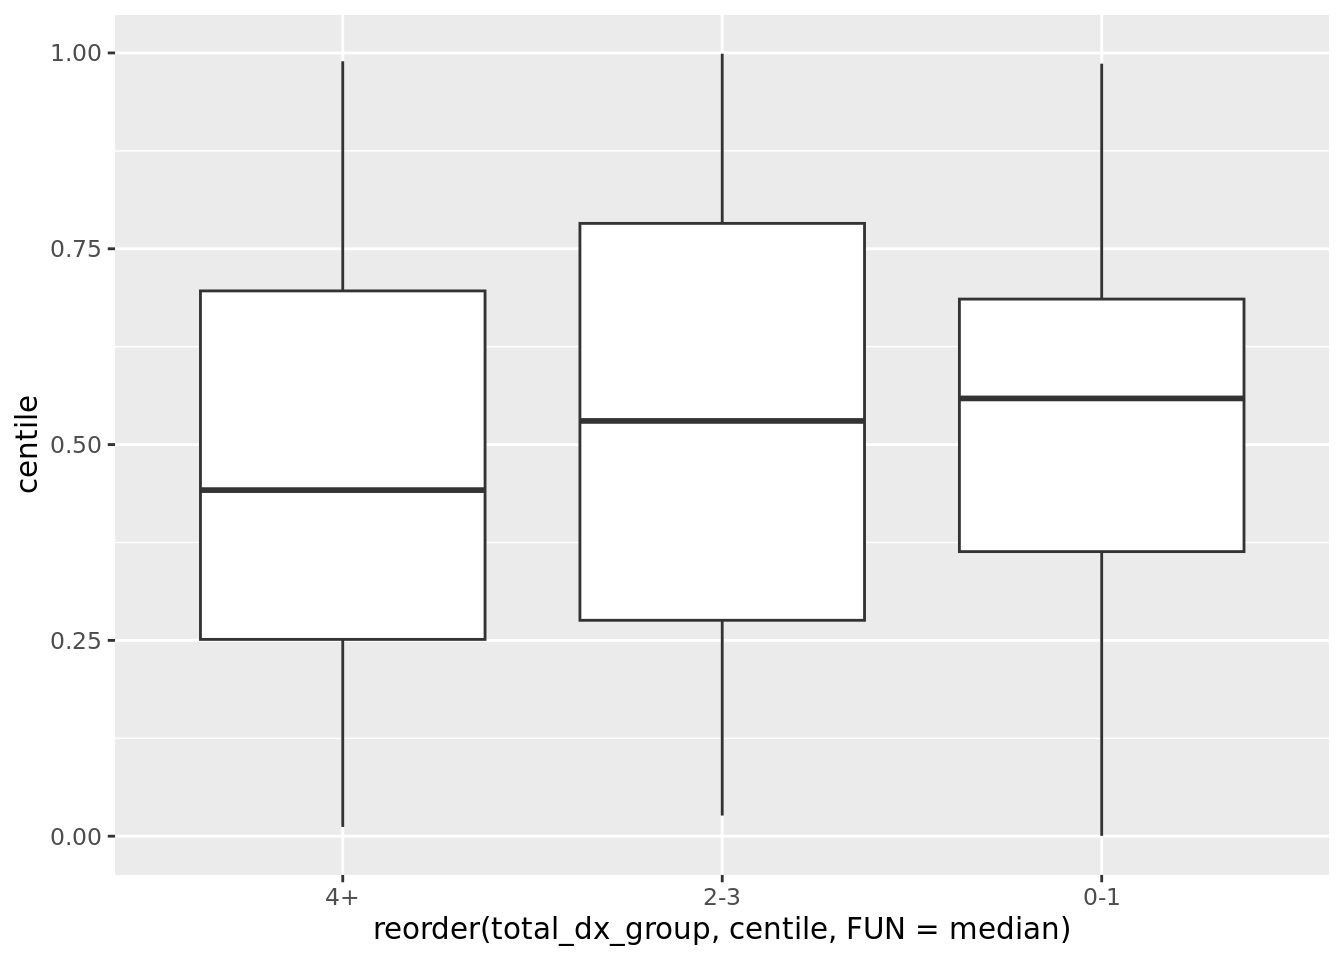 1.00
0.75
0.50
0.25
0.00
centile
4+ 2-3 0-1
reorder(total_dx_group, centile, FUN = median)